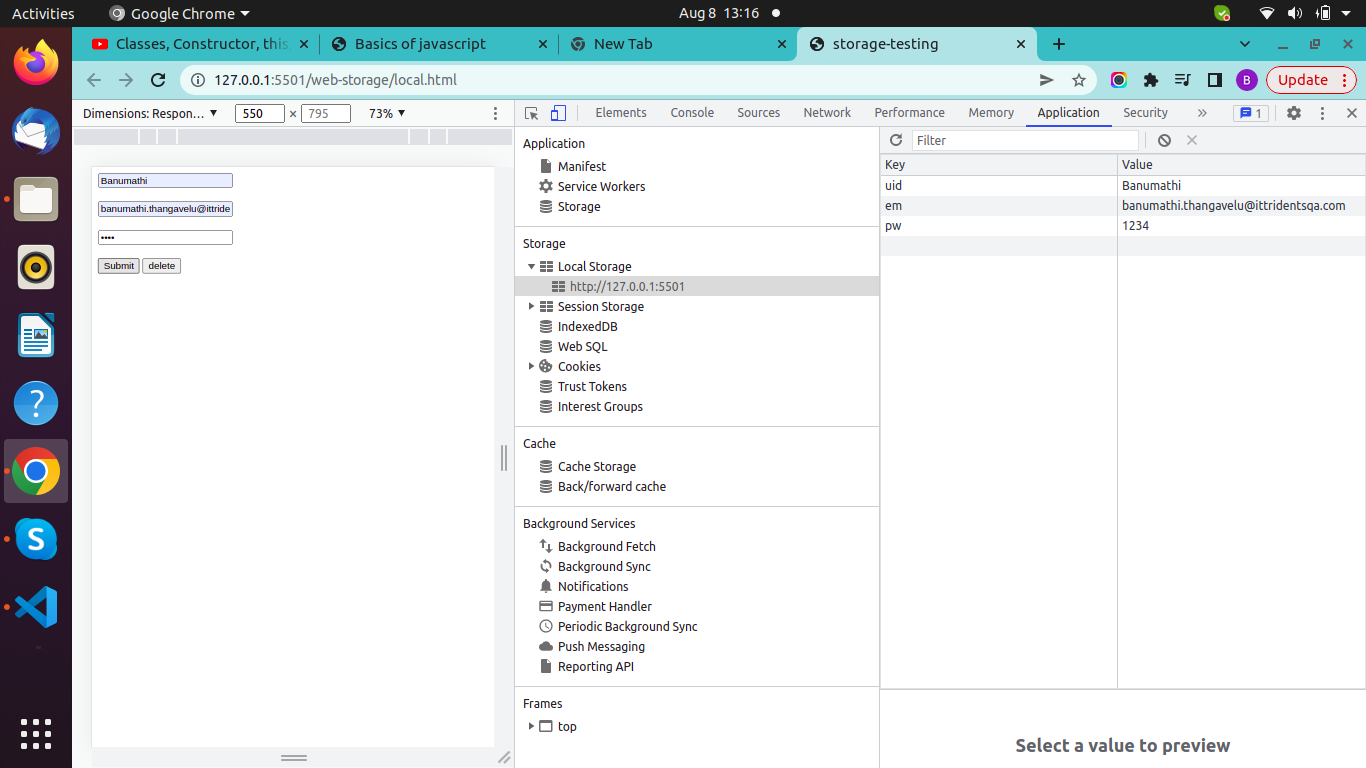 Activities
Google Chrome
Aug 8 13:16
Classes, Constructor, this,
Basics of javascript
New Tab
storage-testing
127.0.0.1:5501/web-storage/local.html
B
Update
Dimensions: Respon…
550 × 795
73%
Elements
Console
Sources
Network
Performance
Memory
Application
Security
»
1
Banumathi
banumathi.thangavelu@ittride
••••
Submit
delete
Application
Manifest
Service Workers
Storage
Storage
Local Storage
http://127.0.0.1:5501
Session Storage
IndexedDB
Web SQL
Cookies
Trust Tokens
Interest Groups
Cache
Cache Storage
Back/forward cache
Background Services
Background Fetch
Background Sync
Notifications
Payment Handler
Periodic Background Sync
Push Messaging
Reporting API
Frames
top
Filter
Key Value
uid Banumathi
em banumathi.thangavelu@ittridentsqa.com
pw 1234
Select a value to preview